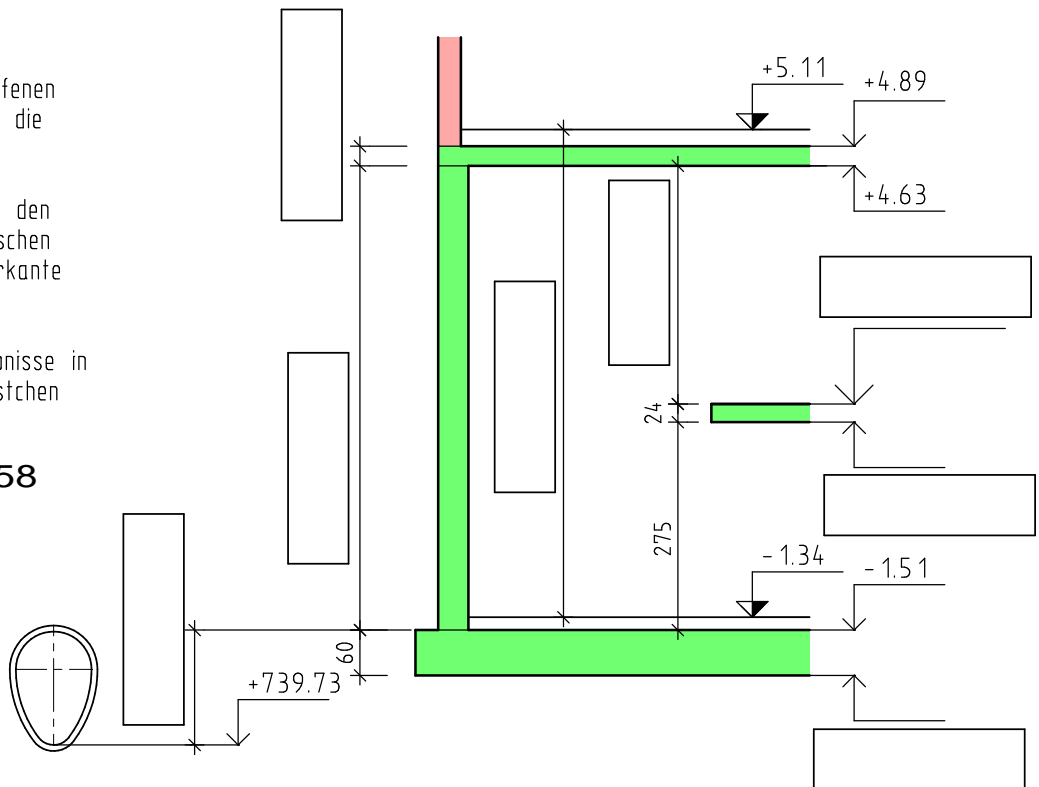 fenen
die
den
schen
rkante
nisse in
stchen
58
+5.11
+4.89
+4.63
24
275
-1.34
-1.51
60
+739.73